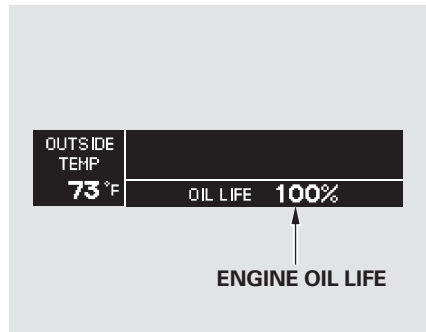 OUTSIDE
TEMP
73°F
OIL LIFE 100%
ENGINE OIL LIFE